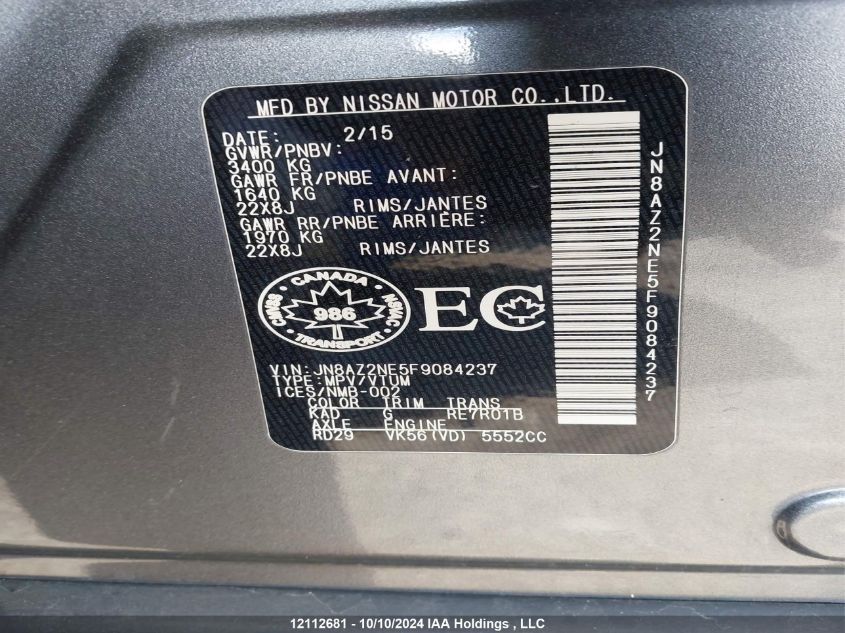 MFD BY NISSAN MOTOR CO.,LTD.
DATE: 2/15
GVWR/PNBV:
3400 KG
GAWR FR/PNBE AVANT:
1640 KG
22X8J RIMS/JANTES
GAWR RR/PNBE ARRIÈRE:
1970 KG
22X8J RIMS/JANTES
CANADA
CMVSS 986 NSVAC
TRANSPORT
EC
VIN:JN8AZ2NE5F9084237
TYPE:MPV/VTUM
ICES/NMB-002
COLOR TRIM TRANS
KAD G RE7R01B
AXLE ENGINE
RD29 VK56(VD) 5552CC
JN8AZ2NE5F9084237
12112681 - 10/10/2024 IAA Holdings , LLC